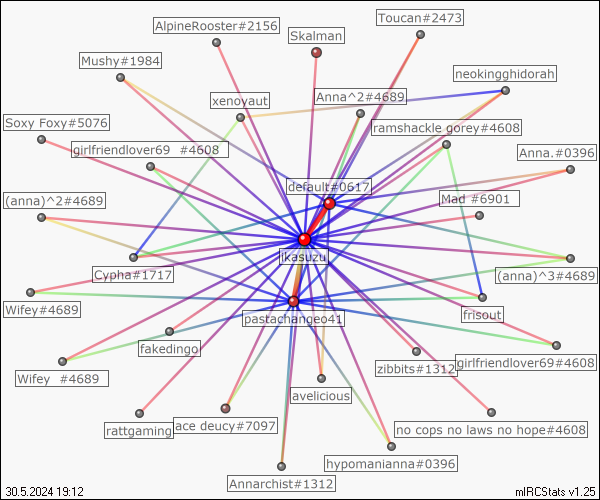 AlpineRooster#2156
Toucan#2473
Skalman
Mushy#1984
neokingghidorah
xenoyaut
Anna^2#4689
Soxy Foxy#5076
ramshackle gorey#4608
girlfriendlover69 #4608
Anna.#0396
default#0617
(anna)^2#4689
Mad #6901
jkasuzu
Cypha#1717
(anna)^3#4689
Wifey#4689
pastachangeo41
frisout
fakedingo
zibbits#1312
girlfriendlover69#4608
Wifey #4689
avelicious
rattgaming
ace deucy#7097
no cops no laws no hope#4608
hypomanianna#0396
Annarchist#1312
30.5.2024 19:12
mIRCStats v1.25